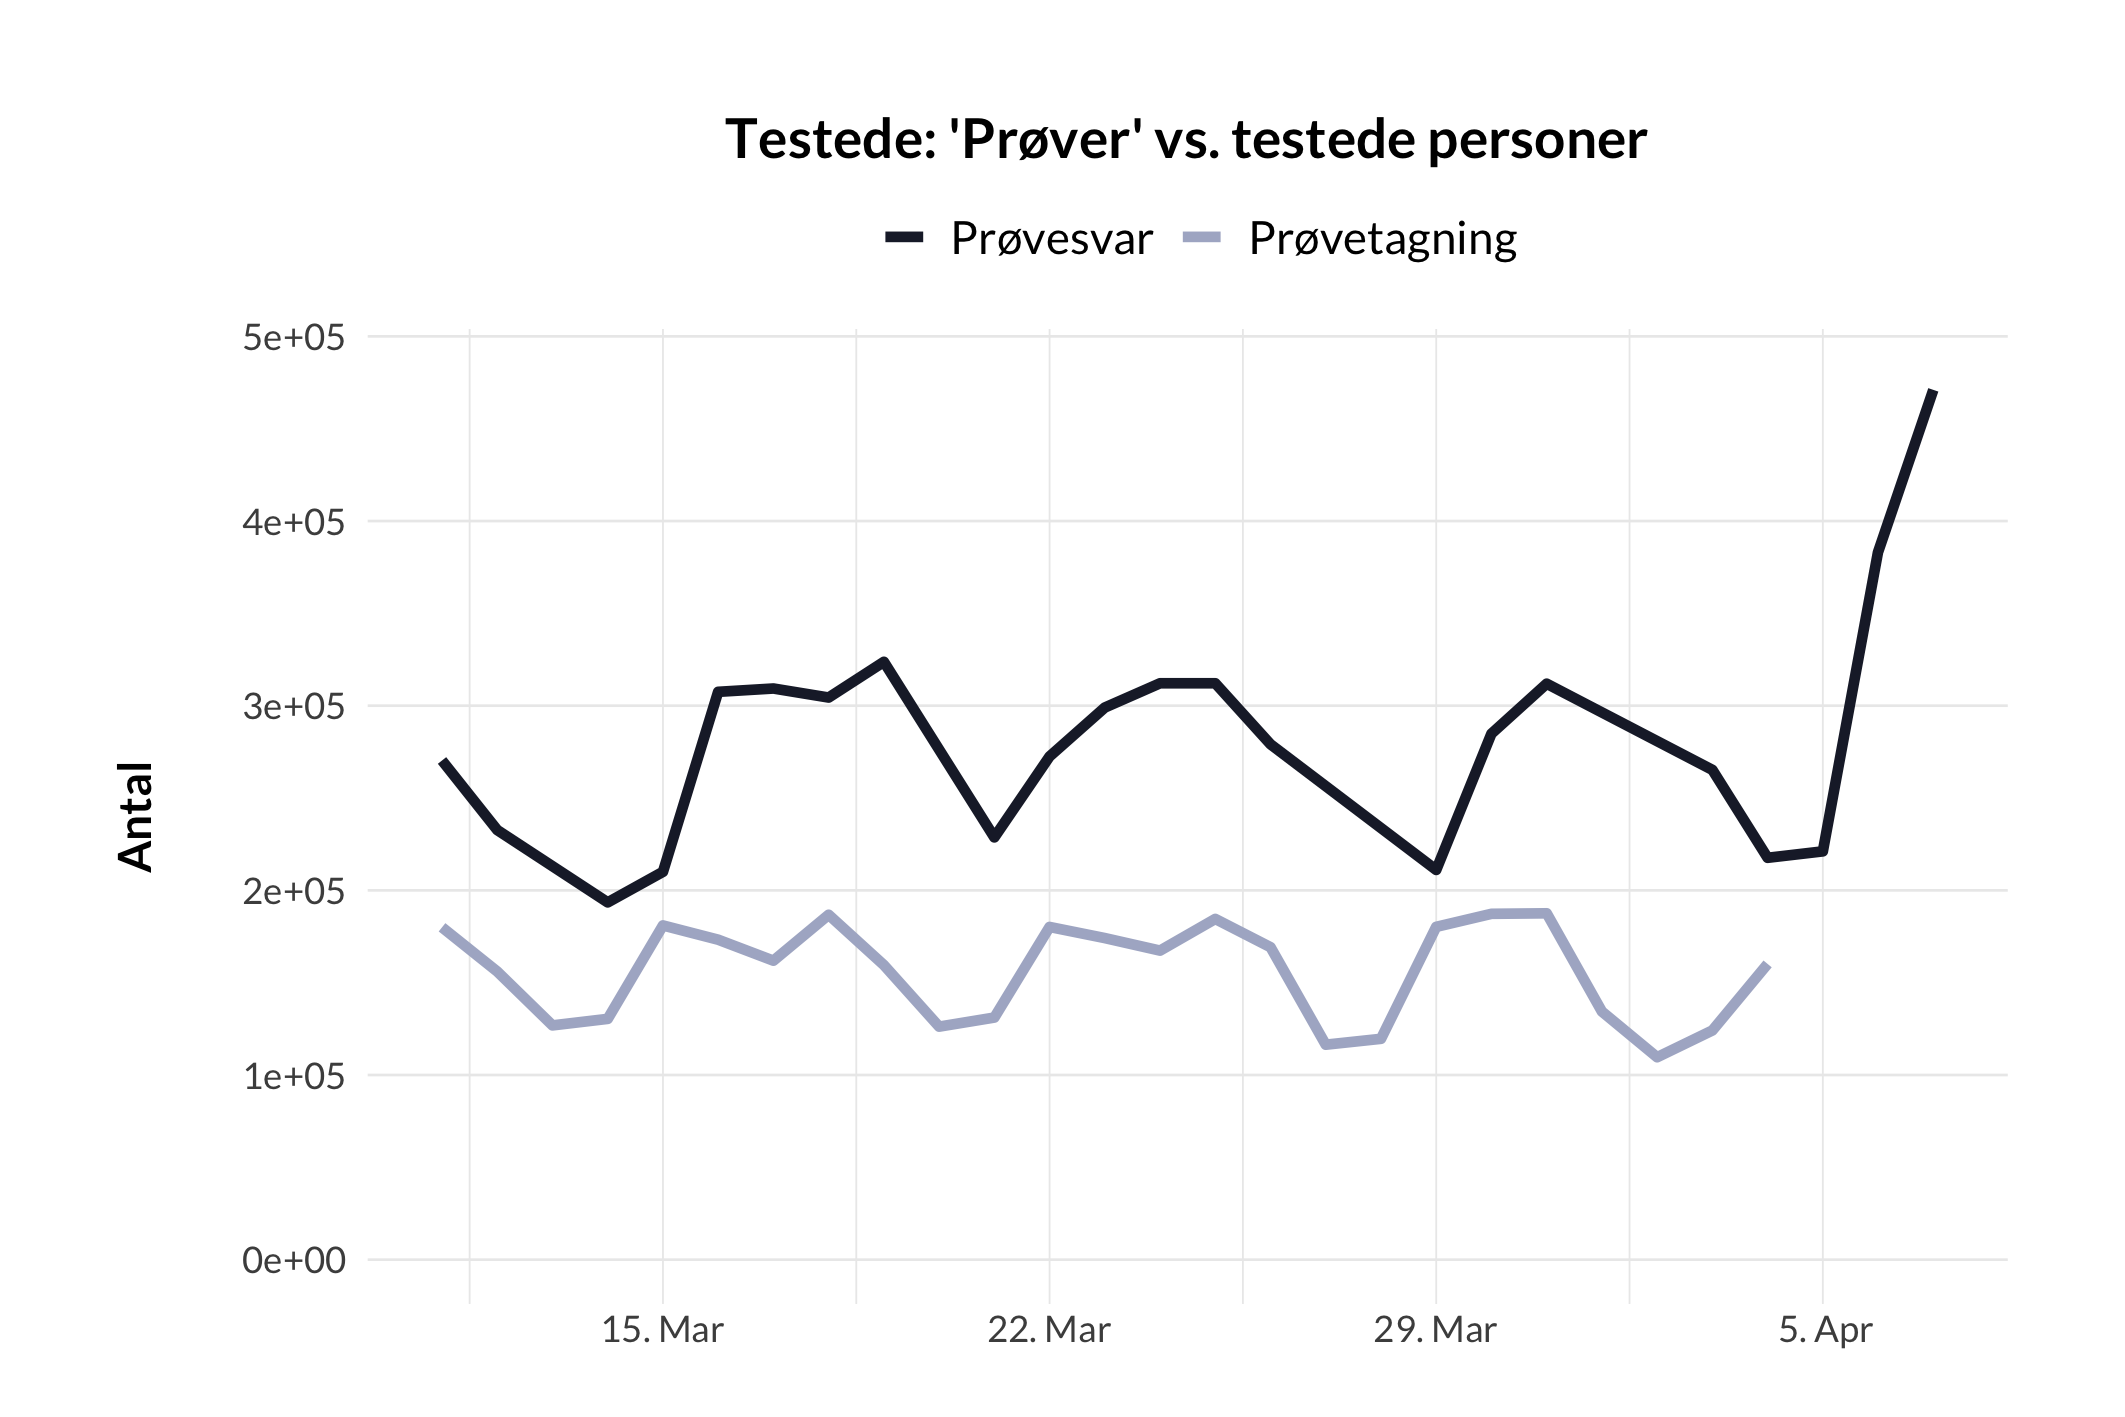 Testede: 'Prøver' vs. testede personer
Prøvesvar Prøvetagning
5e+05
4e+05
3e+05
2e+05
1e+05
0e+00
Antal
15. Mar 22. Mar 29. Mar 5. Apr